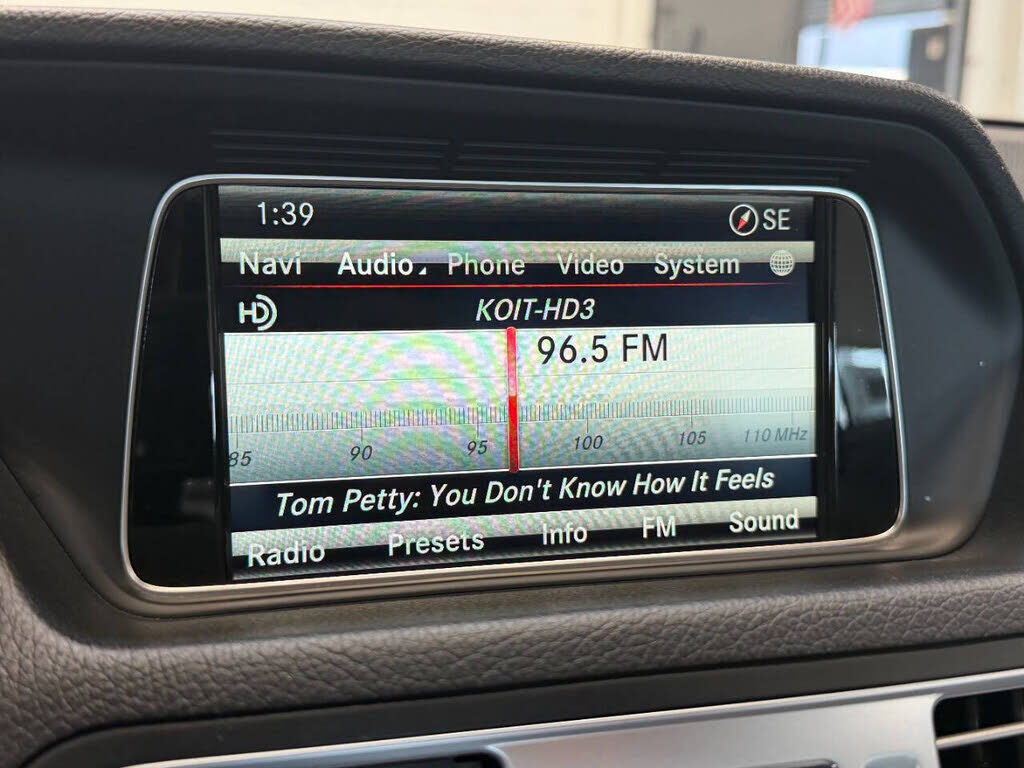 1:39 SE
Navi Audio Phone Video System
HD KOIT-HD3
96.5 FM
85 90 95 100 105 110 MHz
Tom Petty: You Don't Know How It Feels
Radio Presets Info FM Sound